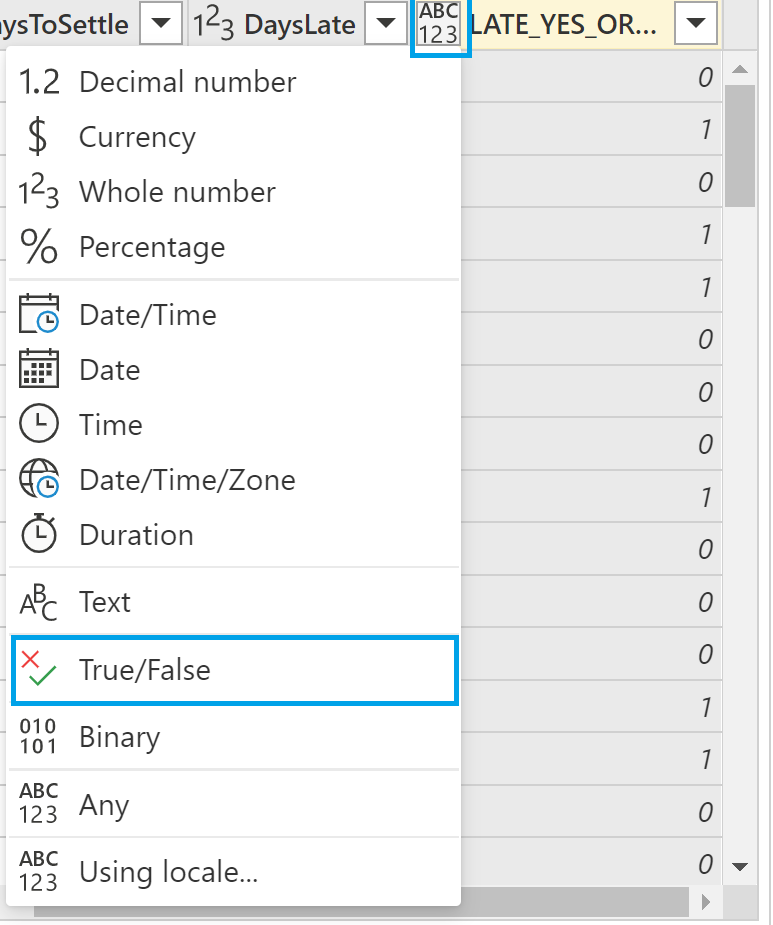 ysToSettle 1²3 DaysLate ABC 123 LATE_YES_OR...
1.2 Decimal number
$ Currency
1²3 Whole number
% Percentage
Date/Time
Date
Time
Date/Time/Zone
Duration
ABC Text
True/False
010 101 Binary
ABC 123 Any
ABC 123 Using locale...
0
1
0
1
1
0
0
0
1
0
0
0
1
1
0
0